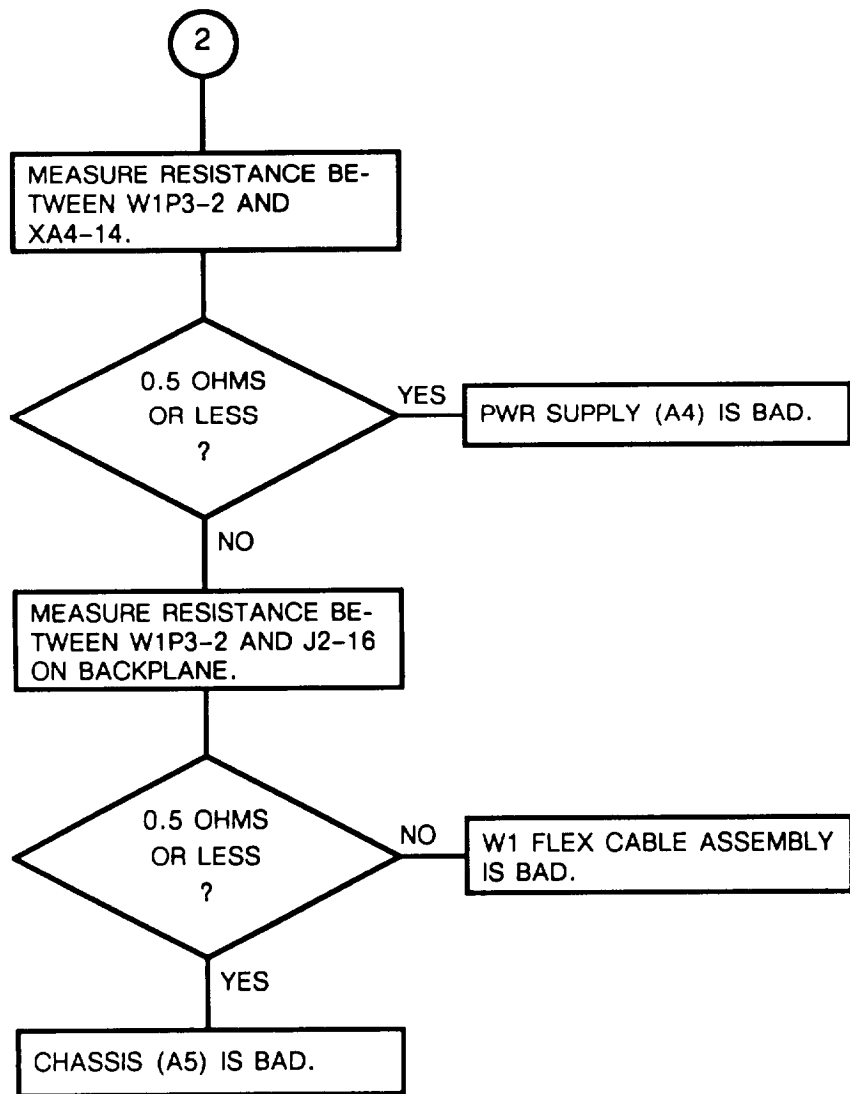 2
MEASURE RESISTANCE BE-
TWEEN W1P3-2 AND
XA4-14.
0.5 OHMS
OR LESS
?
YES
PWR SUPPLY (A4) IS BAD.
NO
MEASURE RESISTANCE BE-
TWEEN W1P3-2 AND J2-16
ON BACKPLANE.
0.5 OHMS
OR LESS
?
NO
W1 FLEX CABLE ASSEMBLY
IS BAD.
YES
CHASSIS (A5) IS BAD.